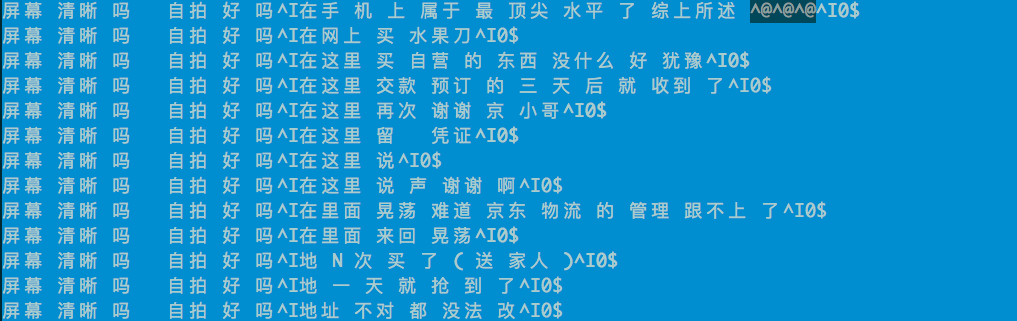 屏幕 清晰 吗   自拍 好 吗^I在手 机 上 属于 最 顶尖 水平 了 综上所述 ^@^@^@^I0$
屏幕 清晰 吗   自拍 好 吗^I在网上 买 水果刀^I0$
屏幕 清晰 吗   自拍 好 吗^I在这里 买 自营 的 东西 没什么 好 犹豫^I0$
屏幕 清晰 吗   自拍 好 吗^I在这里 交款 预订 的 三 天 后 就 收到 了^I0$
屏幕 清晰 吗   自拍 好 吗^I在这里 再次 谢谢 京 小哥^I0$
屏幕 清晰 吗   自拍 好 吗^I在这里 留   凭证^I0$
屏幕 清晰 吗   自拍 好 吗^I在这里 说^I0$
屏幕 清晰 吗   自拍 好 吗^I在这里 说 声 谢谢 啊^I0$
屏幕 清晰 吗   自拍 好 吗^I在里面 晃荡 难道 京东 物流 的 管理 跟不上 了^I0$
屏幕 清晰 吗   自拍 好 吗^I在里面 来回 晃荡^I0$
屏幕 清晰 吗   自拍 好 吗^I地 N 次 买 了 ( 送 家人 )^I0$
屏幕 清晰 吗   自拍 好 吗^I地 一 天 就 抢 到 了^I0$
屏幕 清晰 吗   自拍 好 吗^I地址 不对 都 没法 改^I0$